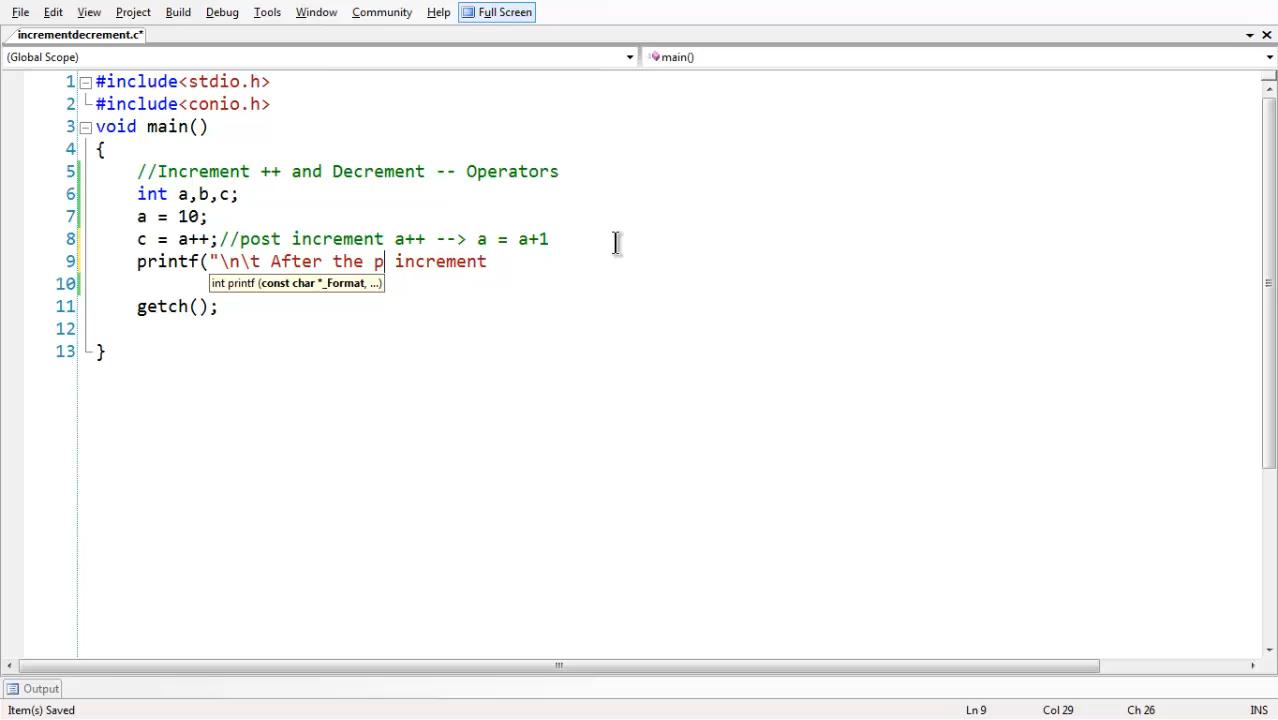 File Edit View Project Build Debug Tools Window Community Help Full Screen
incrementdecrement.c*
(Global Scope) main()
1 #include<stdio.h>
2 #include<conio.h>
3 void main()
4 {
5 //Increment ++ and Decrement -- Operators
6 int a,b,c;
7 a = 10;
8 c = a++;//post increment a++ --> a = a+1
9 printf("\n\t After the p increment
10 int printf (const char *_Format, ...)
11 getch();
12
13 }
Output
Item(s) Saved Ln 9 Col 29 Ch 26 INS